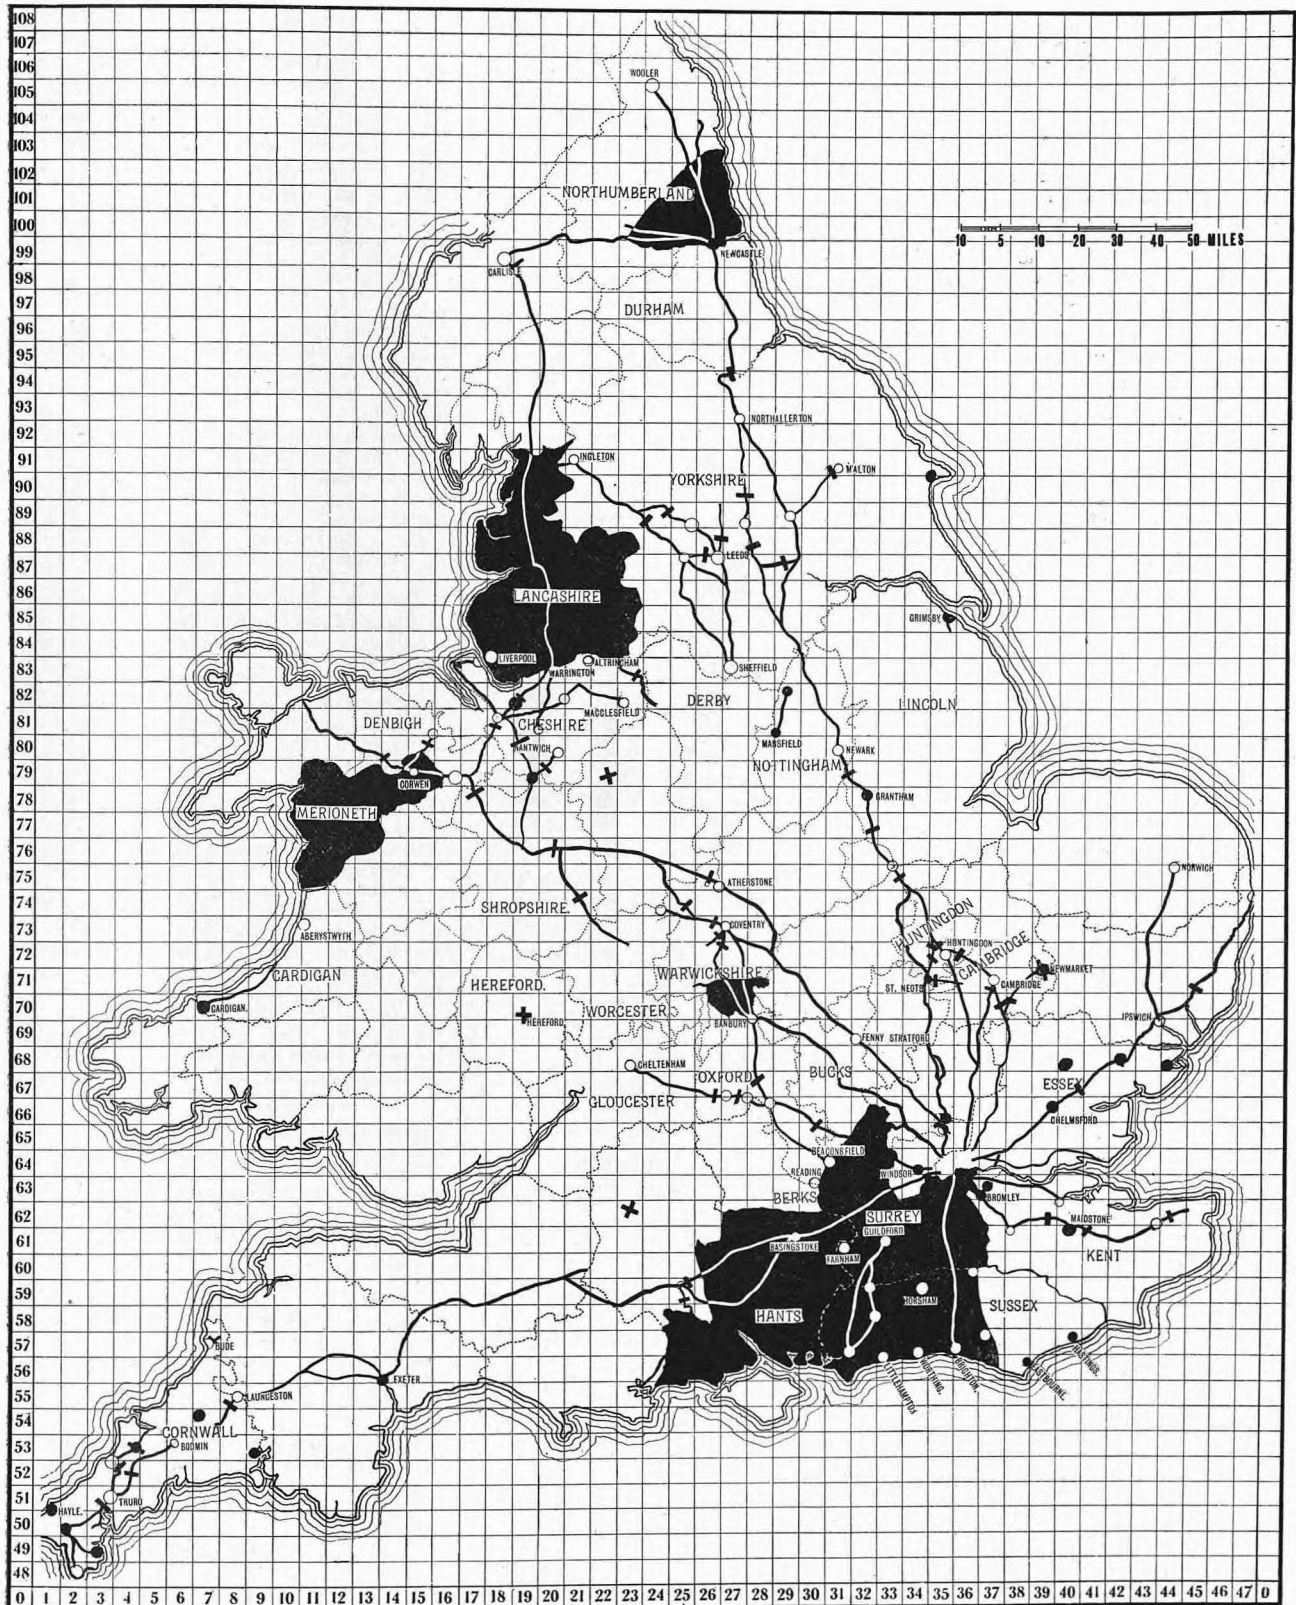 108
107
106
105
104
103
102
101
100
99
98
97
96
95
94
93
92
91
90
89
88
87
86
85
84
83
82
81
80
79
78
77
76
75
74
73
72
71
70
69
68
67
66
65
64
63
62
61
60
59
58
57
56
55
54
53
52
51
50
49
48
WOOLER
NORTHUMBERLAND
10 5 10 20 30 40 50 MILES
NEWCASTLE
CARLISLE
DURHAM
NORTHALLERTON
INGLETON
MALTON
YORKSHIRE
LEEDS
LANCASHIRE
GRIMSBY
LIVERPOOL
ALTRINCHAM
WARRINGTON
SHEFFIELD
DERBY
LINCOLN
MACCLESFIELD
DENBIGH
CHESHIRE
MANSFIELD
NANTWICH
NEWARK
NOTTINGHAM
CORWEN
GRANTHAM
MERIONETH
NORWICH
ATHERSTONE
SHROPSHIRE.
COVENTRY
HUNTINGDON
ABERYSTWYTH
HUNTINGDON
CAMBRIDGE
CARDIGAN
WARWICKSHIRE
NEWMARKET
HEREFORD.
ST. NEOTS
CAMBRIDGE
CARDIGAN.
WORCESTER
HEREFORD
BANBURY
IPSWICH
FENNY STRATFORD
CHELTENHAM
OXFORD
BUCKS
ESSEX
GLOUCESTER
CHELMSFORD
BEACONSFIELD
READING
WINDSOR
BERKS
BROMLEY
SURREY
MAIDSTONE
GUILDFORD
BASINGSTOKE
FARNHAM
KENT
HORSHAM
SUSSEX
HANTS
BUDE
HASTINGS.
EXETER
LITTLEHAMPTON
WORTHING.
BRIGHTON.
EASTBOURNE.
LAUNCESTON
CORNWALL
BODMIN
TRURO
HAYLE.
0 1 2 3 4 5 6 7 8 9 10 11 12 13 14 15 16 17 18 19 20 21 22 23 24 25 26 27 28 29 30 31 32 33 34 35 36 37 38 39 40 41 42 43 44 45 46 47 0